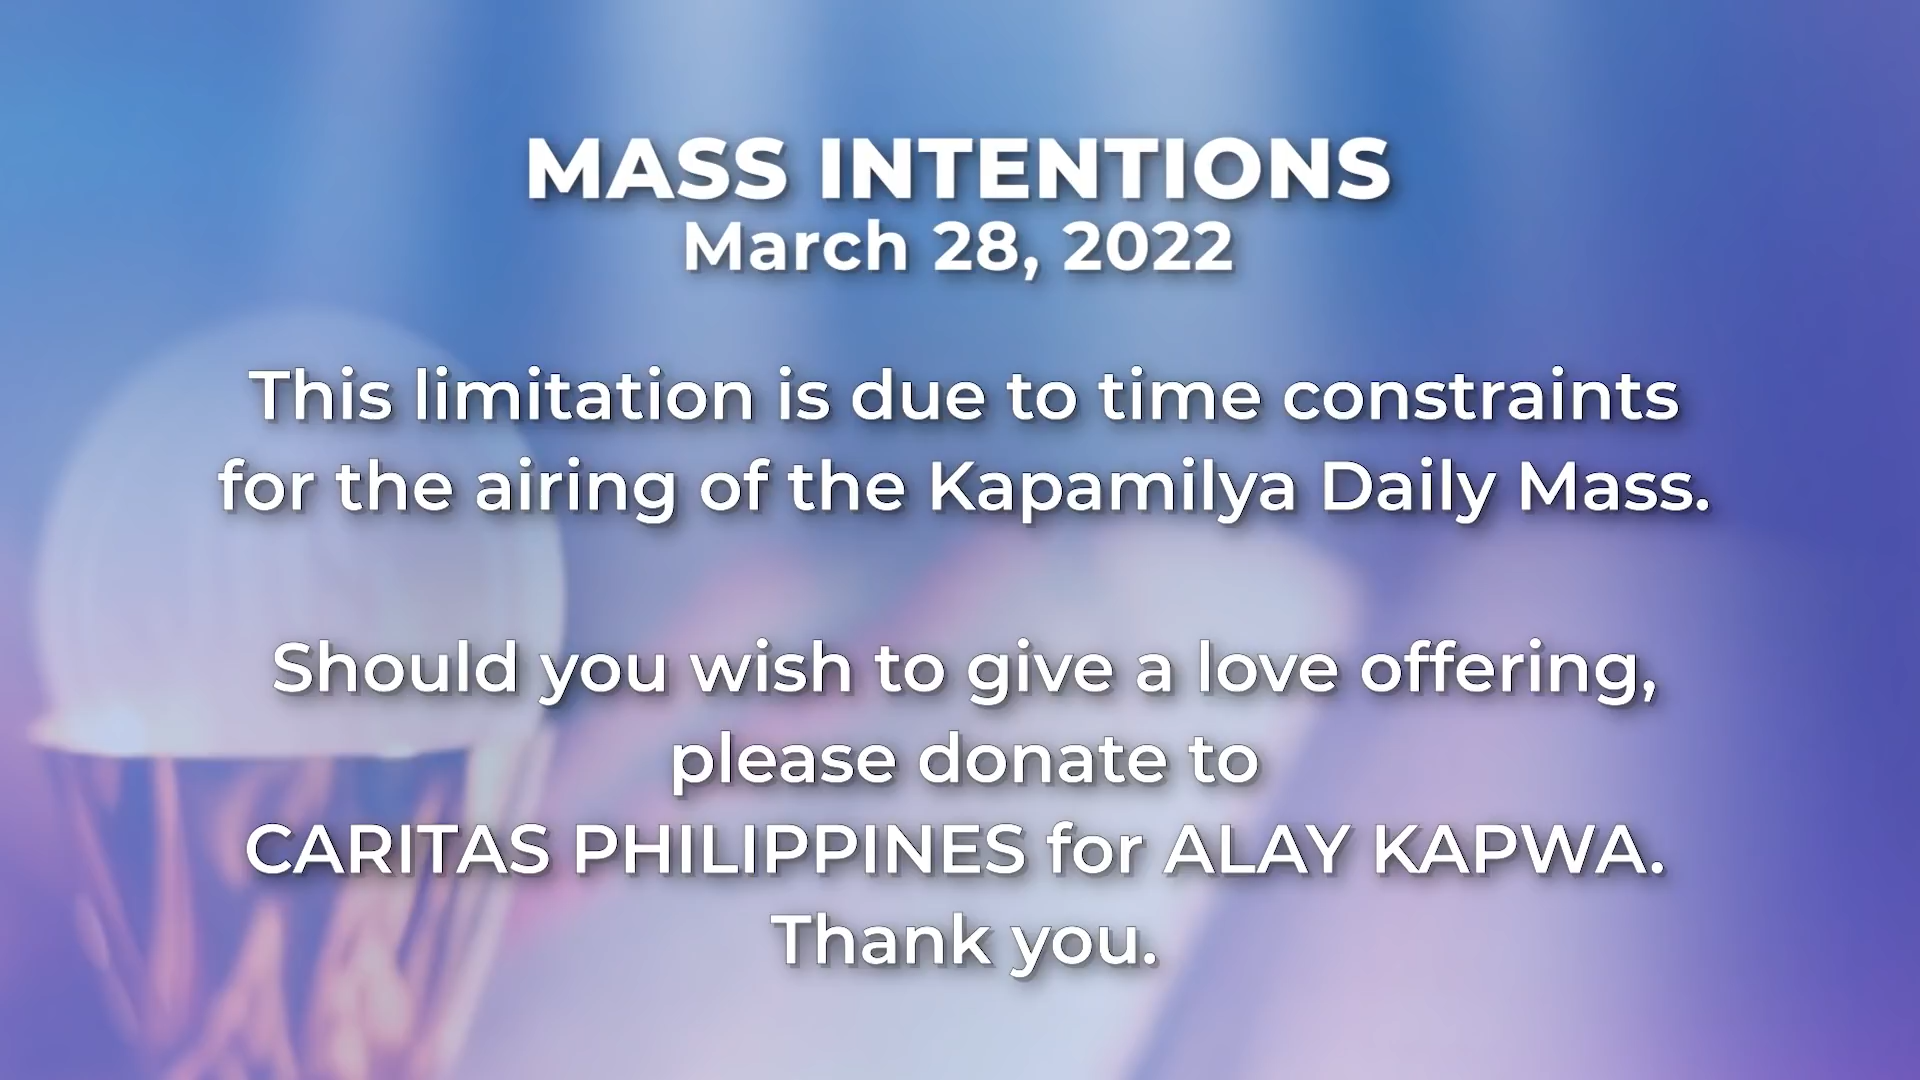 MASS INTENTIONS
March 28, 2022
This limitation is due to time constraints
for the airing of the Kapamilya Daily Mass.
Should you wish to give a love offering,
please donate to
CARITAS PHILIPPINES for ALAY KAPWA.
Thank you.